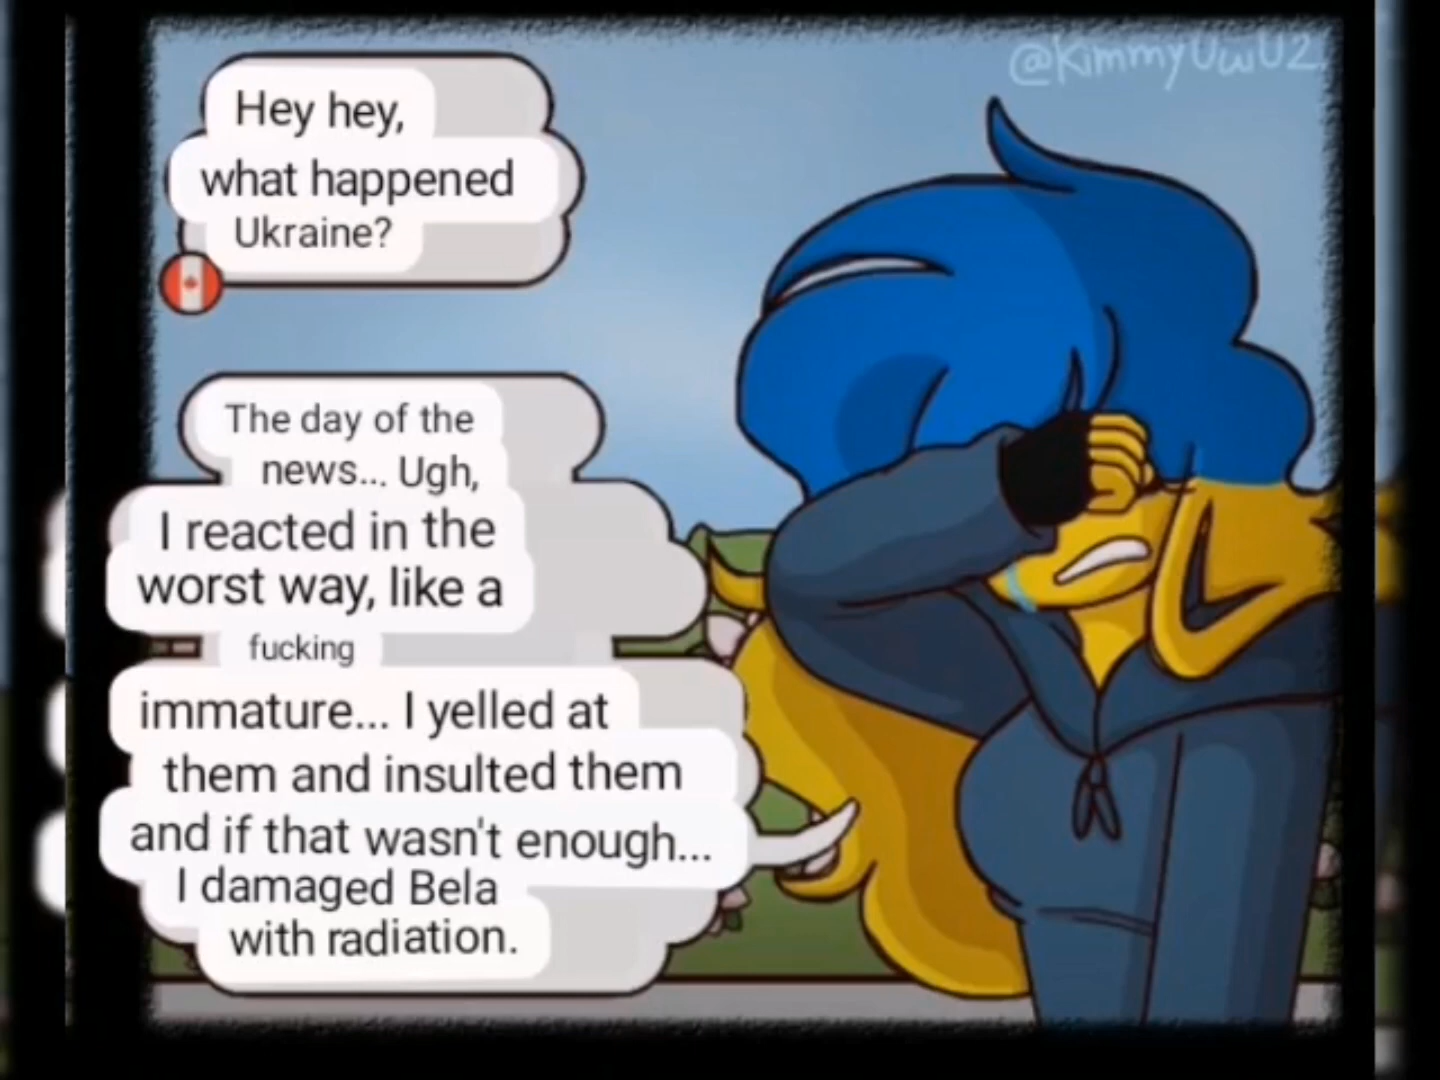 @KimmyUwU2.
Hey hey,
what happened
Ukraine?
The day of the
news... Ugh,
I reacted in the
worst way, like a
fucking
immature... I yelled at
them and insulted them
and if that wasn't enough...
I damaged Bela
with radiation.